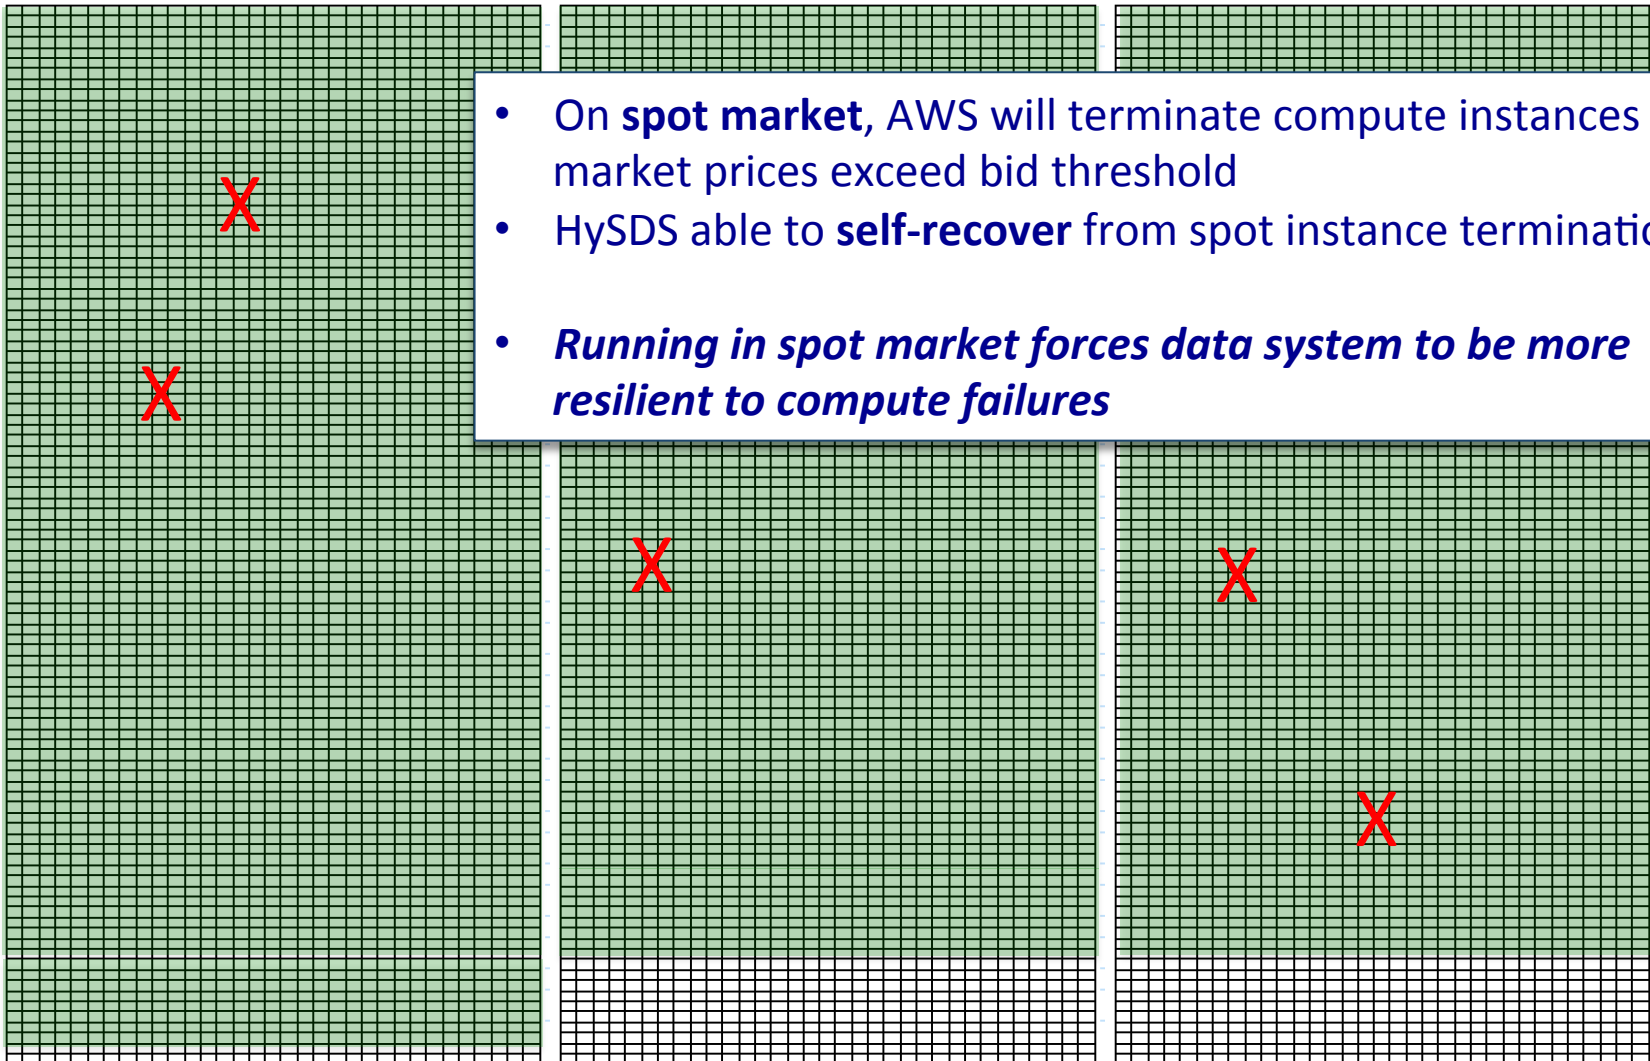 • On spot market, AWS will terminate compute instances
market prices exceed bid threshold
• HySDS able to self-recover from spot instance
• Running in spot market forces data system to be more
resilient to compute failures
X
X
X
X
X